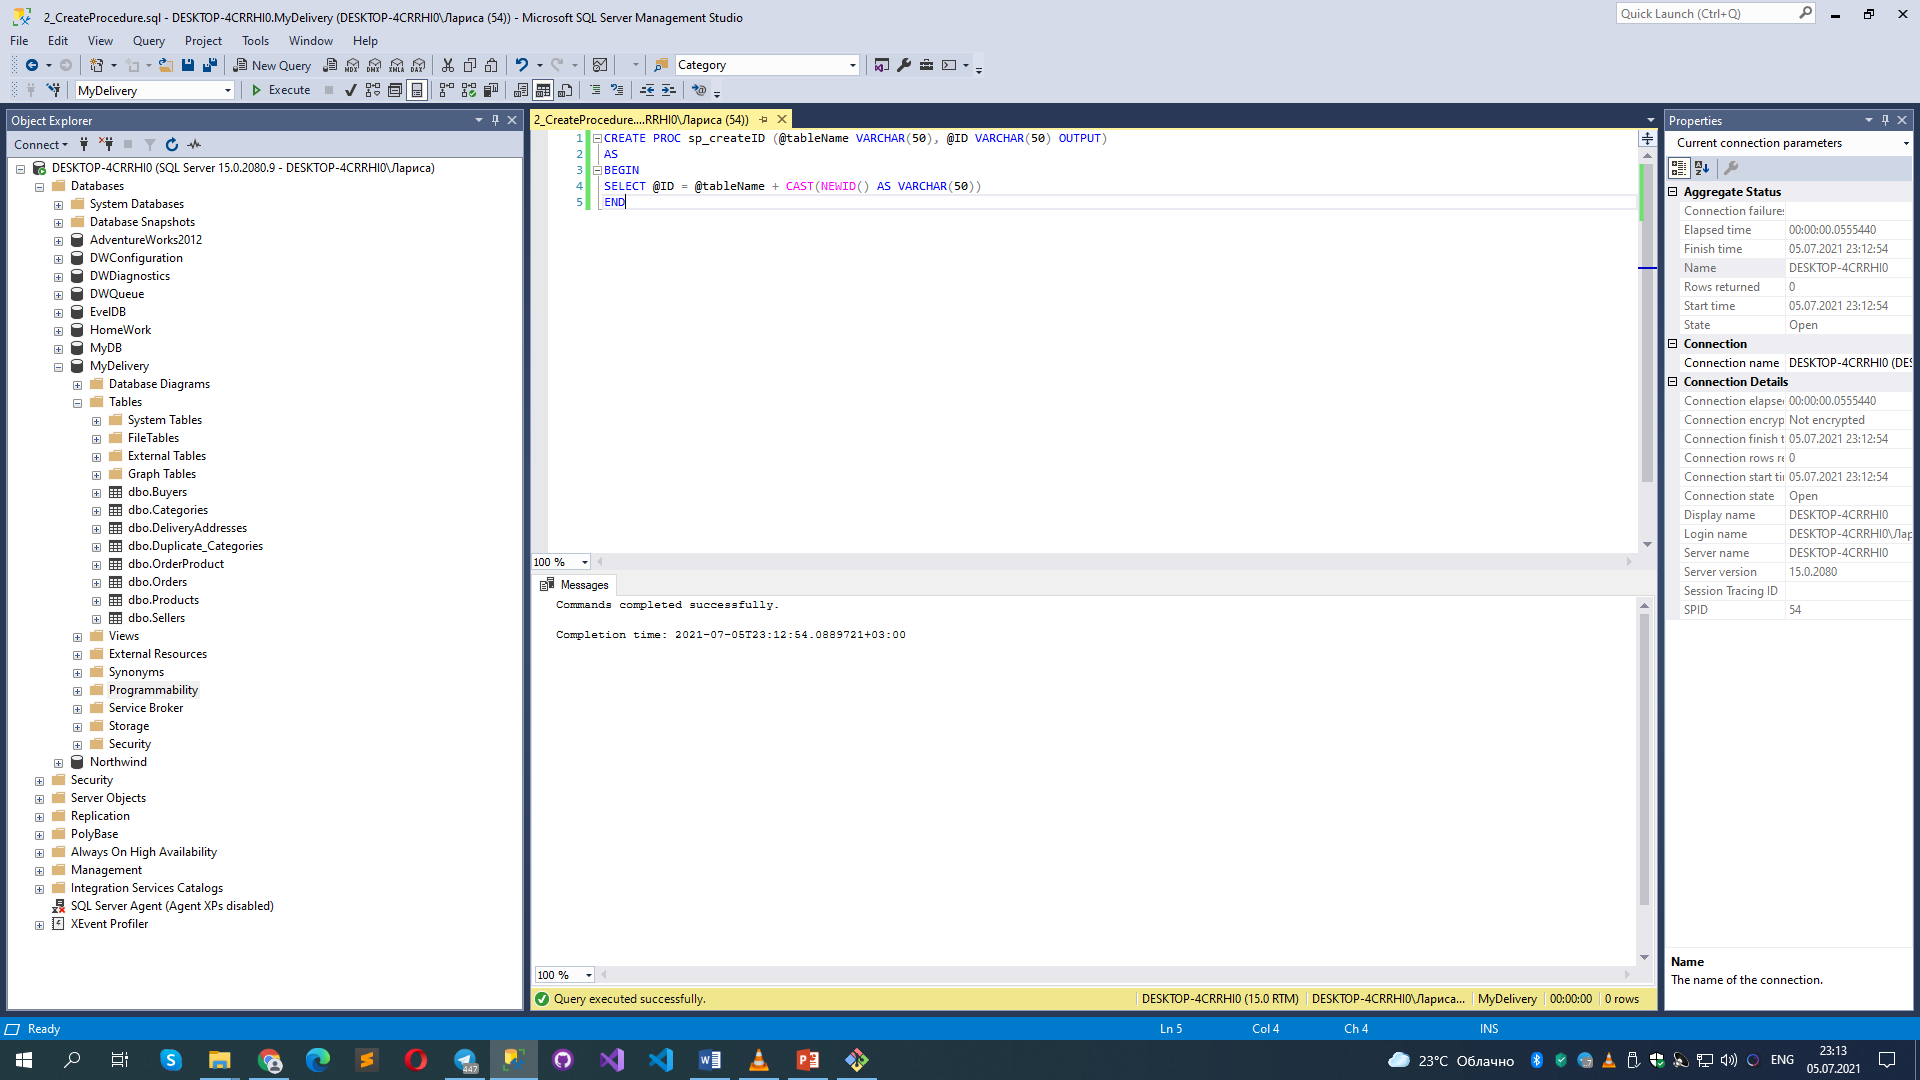 2_CreateProcedure.sql - DESKTOP-4CRRHI0.MyDelivery (DESKTOP-4CRRHI0\Лариса (54)) - Microsoft SQL Server Management Studio
Quick Launch (Ctrl+Q)
File Edit View Query Project Tools Window Help
New Query
Category
MyDelivery
Execute
Object Explorer
Connect
DESKTOP-4CRRHI0 (SQL Server 15.0.2080.9 - DESKTOP-4CRRHI0\Лариса)
Databases
System Databases
Database Snapshots
AdventureWorks2012
DWConfiguration
DWDiagnostics
DWQueue
EvelDB
HomeWork
MyDB
MyDelivery
Database Diagrams
Tables
System Tables
FileTables
External Tables
Graph Tables
dbo.Buyers
dbo.Categories
dbo.DeliveryAddresses
dbo.Duplicate_Categories
dbo.OrderProduct
dbo.Orders
dbo.Products
dbo.Sellers
Views
External Resources
Synonyms
Programmability
Service Broker
Storage
Security
Northwind
Security
Server Objects
Replication
PolyBase
Always On High Availability
Management
Integration Services Catalogs
SQL Server Agent (Agent XPs disabled)
XEvent Profiler
2_CreateProcedure....RRHI0\Лариса (54))
1 CREATE PROC sp_createID (@tableName VARCHAR(50), @ID VARCHAR(50) OUTPUT)
2 AS
3 BEGIN
4 SELECT @ID = @tableName + CAST(NEWID() AS VARCHAR(50))
5 END
100 %
Messages
Commands completed successfully.
Completion time: 2021-07-05T23:12:54.0889721+03:00
100 %
Query executed successfully.
DESKTOP-4CRRHI0 (15.0 RTM) DESKTOP-4CRRHI0\Лариса... MyDelivery 00:00:00 0 rows
Properties
Current connection parameters
Aggregate Status
Connection failures
Elapsed time 00:00:00.0555440
Finish time 05.07.2021 23:12:54
Name DESKTOP-4CRRHI0
Rows returned 0
Start time 05.07.2021 23:12:54
State Open
Connection
Connection name DESKTOP-4CRRHI0 (DES
Connection Details
Connection elapse 00:00:00.0555440
Connection encryp Not encrypted
Connection finish t 05.07.2021 23:12:54
Connection rows re 0
Connection start ti 05.07.2021 23:12:54
Connection state Open
Display name DESKTOP-4CRRHI0
Login name DESKTOP-4CRRHI0\Лар
Server name DESKTOP-4CRRHI0
Server version 15.0.2080
Session Tracing ID
SPID 54
Name
The name of the connection.
Ready
Ln 5 Col 4 Ch 4 INS
447
23°C Облачно
ENG
23:13
05.07.2021